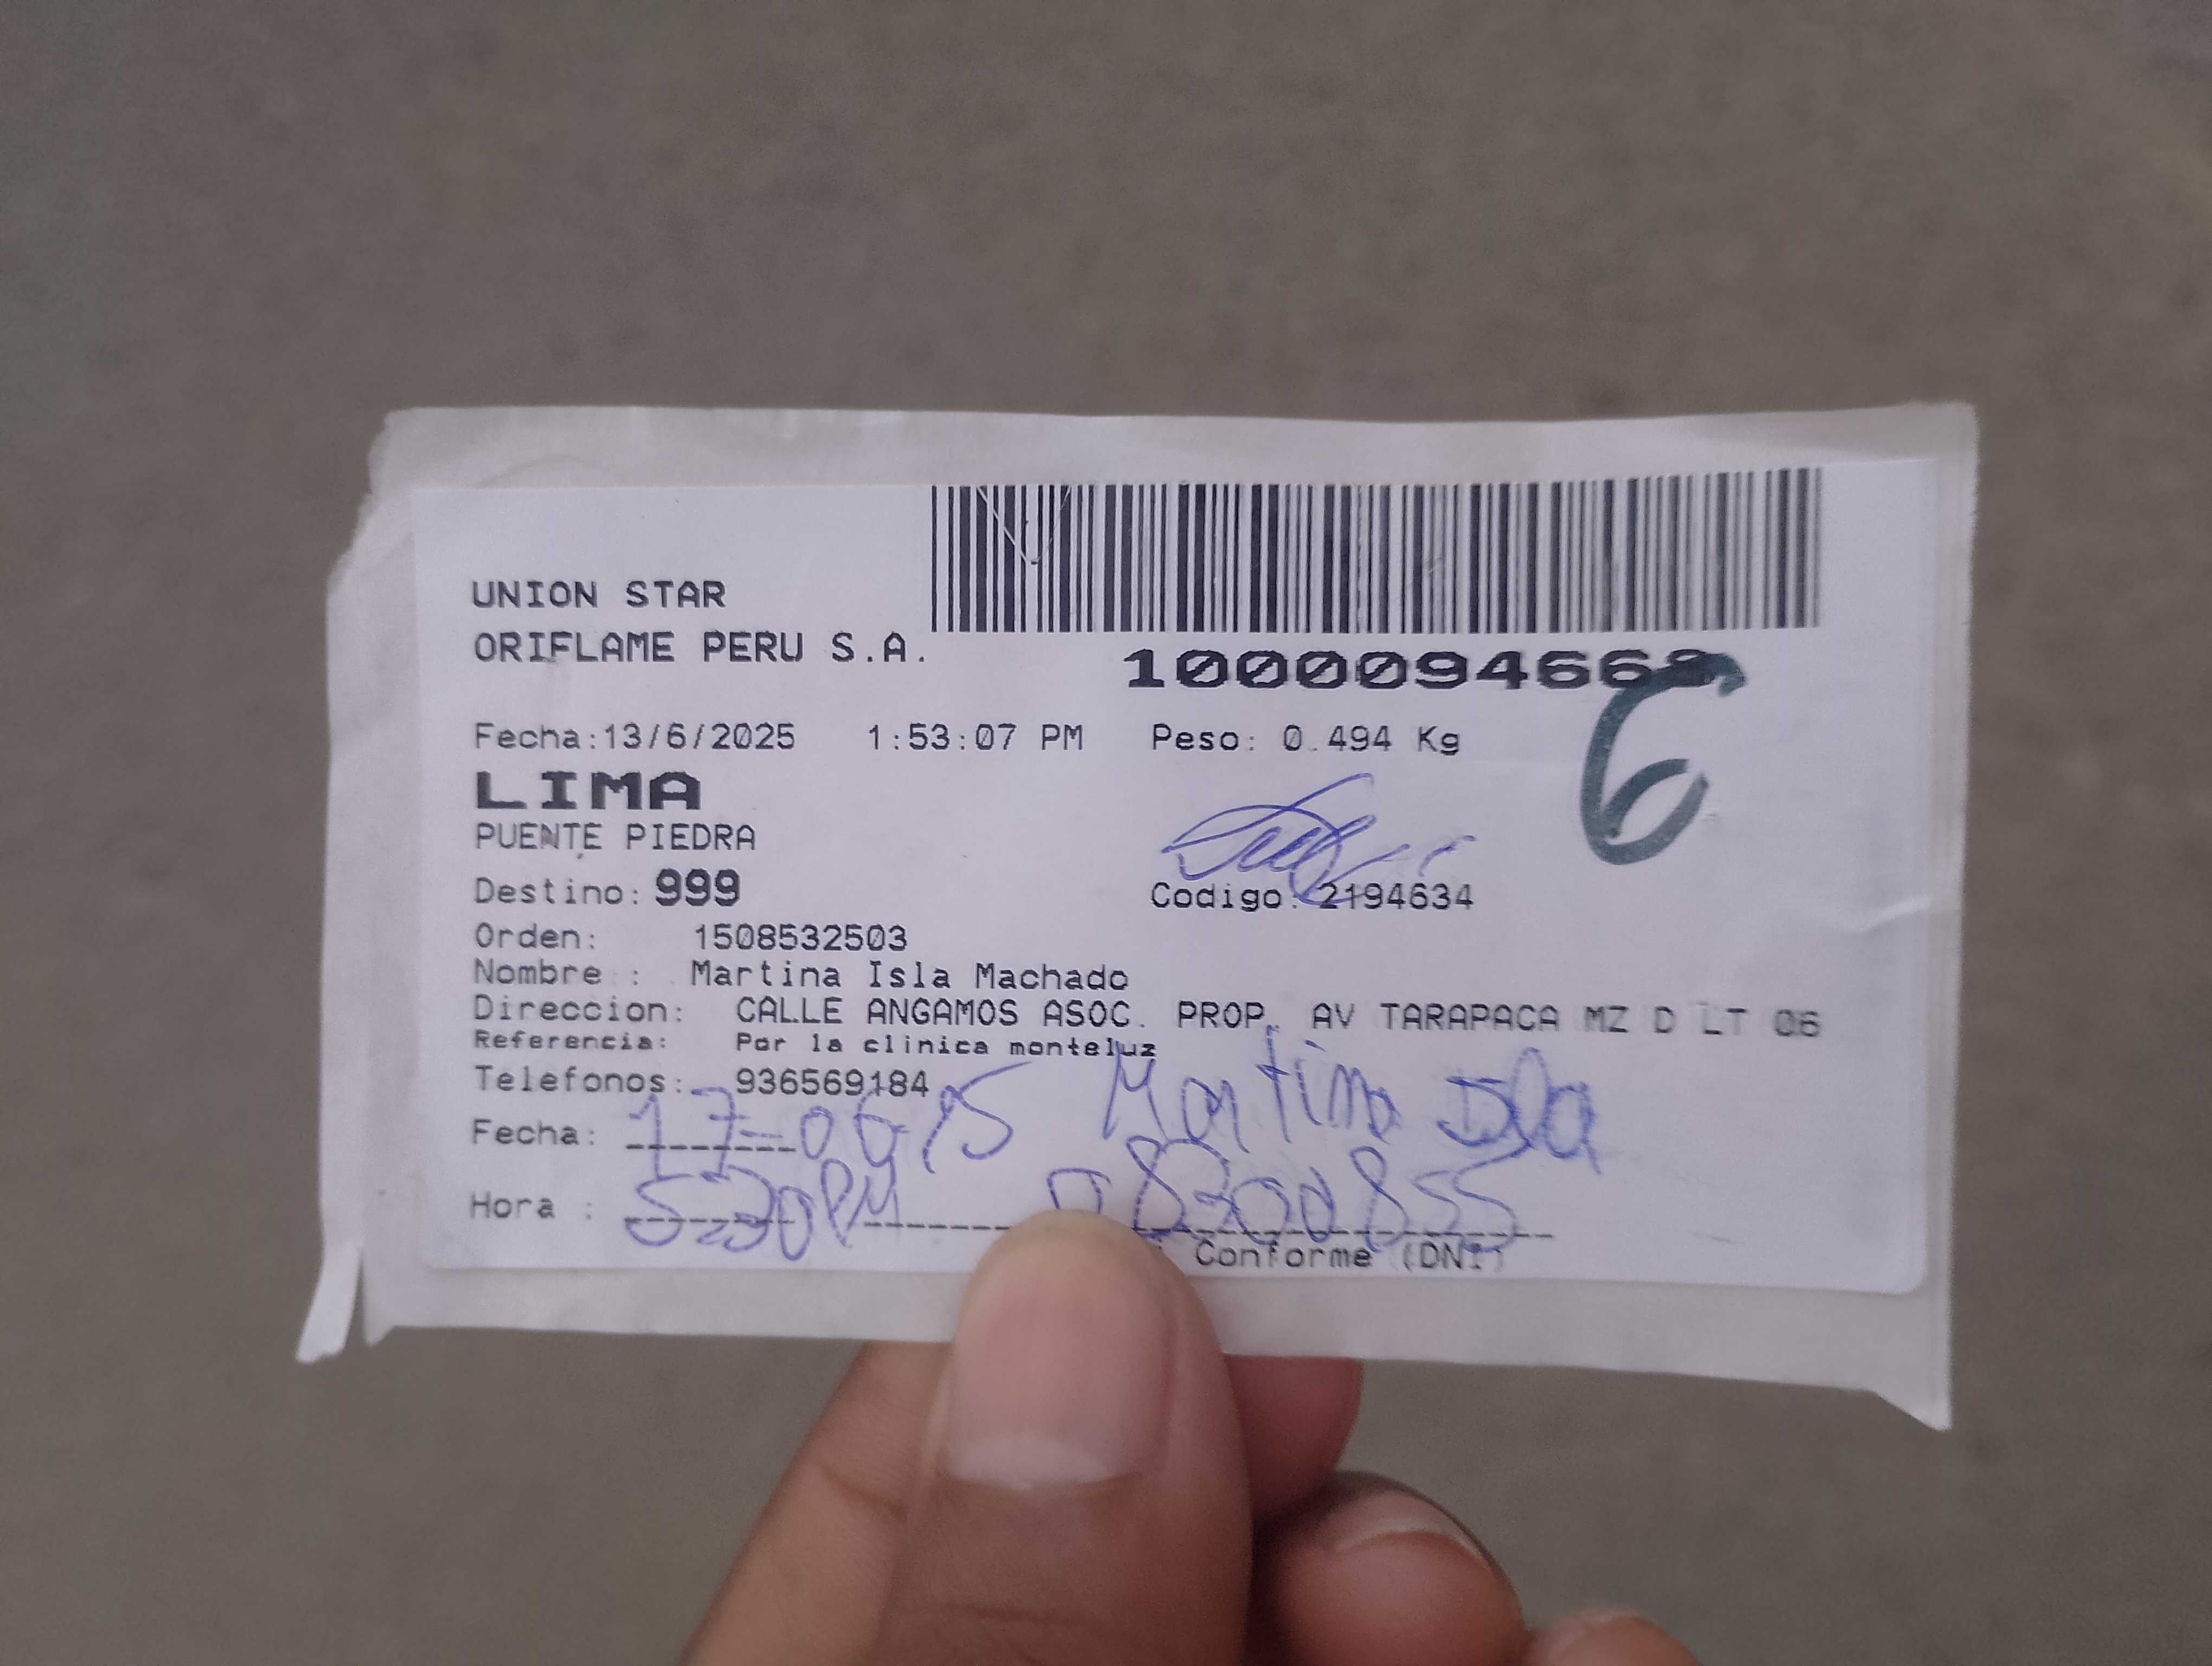 UNION STAR
ORIFLAME PERU S.A.
Fecha:13/6/2025 1:53:07 PM Peso: 0.494 Kg
6
LIMA
PUENTE PIEDRA
Destino: 999 Codigo: 2194634
Orden: 1508532503
Nombre : Martina Isla Machado
Direccion: CALLE ANGAMOS ASOC. PROP. AV TARAPACA MZ D LT 06
Referencia: Por la clinica monteluz
Telefonos: 936569184
Fecha: Martina Isla
Hora : 5:30PM
Conforme (DNI)